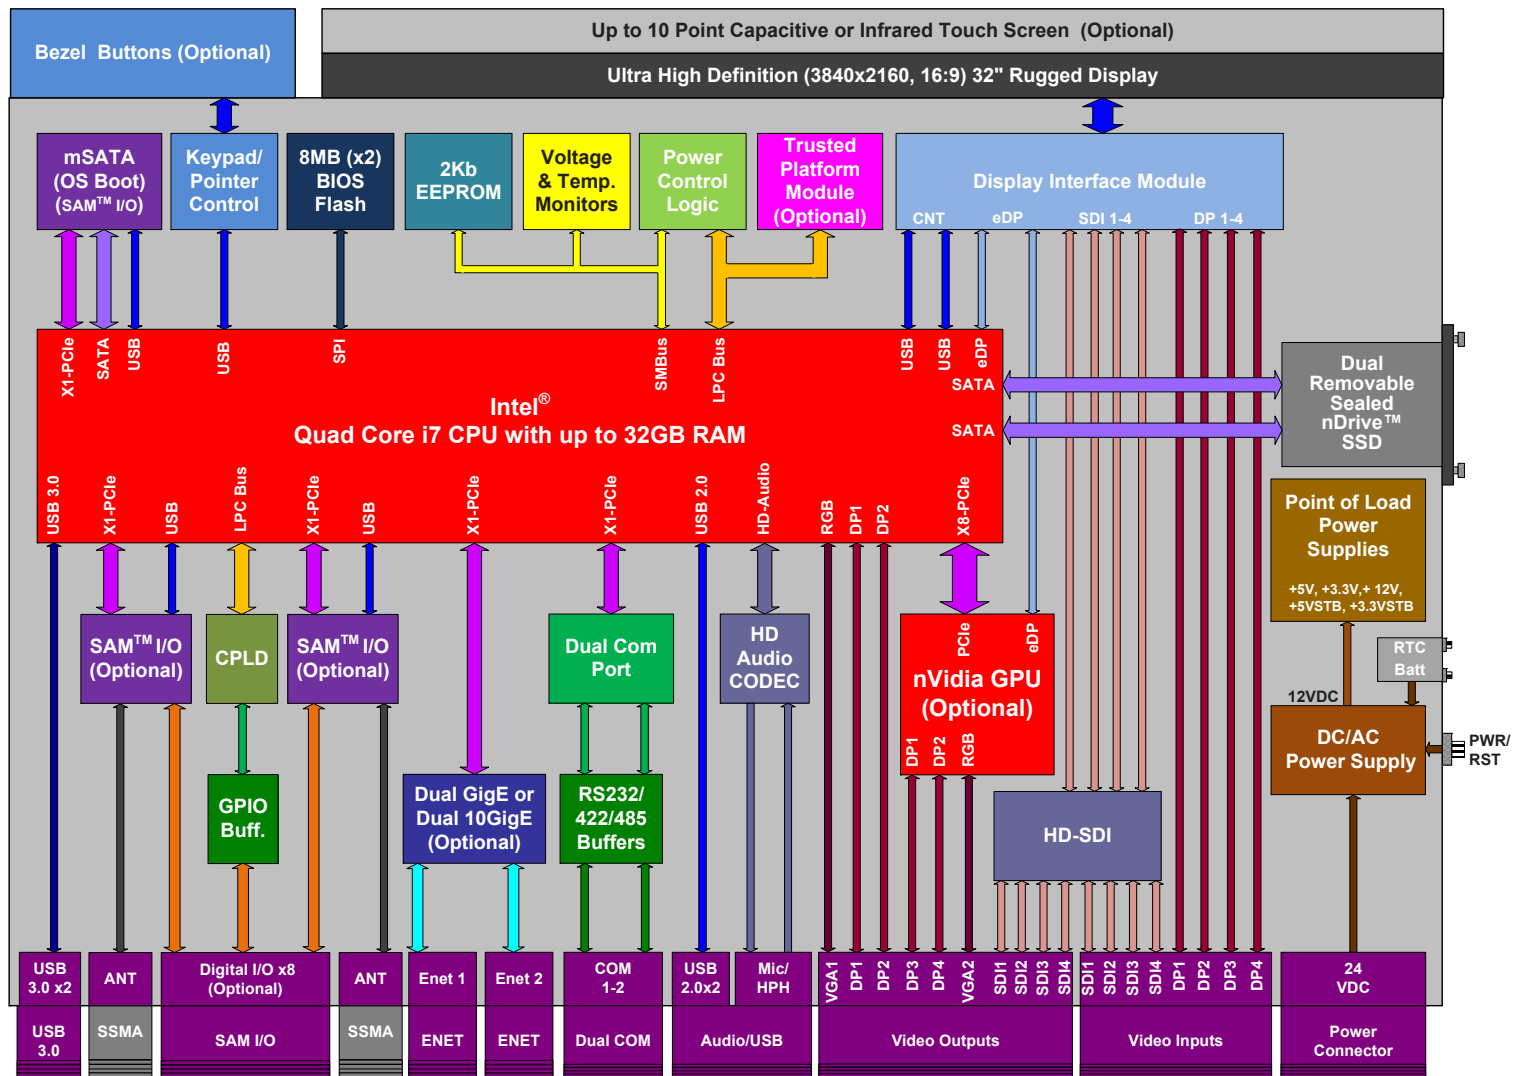 Bezel Buttons (Optional)
Up to 10 Point Capacitive or Infrared Touch Screen (Optional)
Ultra High Definition (3840x2160, 16:9) 32" Rugged Display
mSATA
(OS Boot)
(SAM™ I/O)
Keypad/
Pointer
Control
8MB (x2)
BIOS
Flash
2Kb
EEPROM
Voltage
& Temp.
Monitors
Power
Control
Logic
Trusted
Platform
Module
(Optional)
Display Interface Module
CNT
eDP
SDI 1-4
DP 1-4
X1-PCIe
SATA
USB
USB
SPI
SMBus
LPC Bus
USB
USB
eDP
SATA
SATA
Intel®
Quad Core i7 CPU with up to 32GB RAM
USB 3.0
X1-PCIe
USB
LPC Bus
X1-PCIe
USB
X1-PCIe
X1-PCIe
USB 2.0
HD-Audio
RGB
DP1
DP2
X8-PCIe
Dual
Removable
Sealed
nDrive™
SSD
Point of Load
Power
Supplies
+5V, +3.3V,+ 12V,
+5VSTB, +3.3VSTB
SAM™ I/O
(Optional)
CPLD
SAM™ I/O
(Optional)
Dual Com
Port
HD
Audio
CODEC
PCIe
eDP
nVidia GPU
(Optional)
DP1
DP2
RGB
RTC
Batt
12VDC
DC/AC
Power Supply
PWR/
RST
GPIO
Buff.
Dual GigE or
Dual 10GigE
(Optional)
RS232/
422/485
Buffers
HD-SDI
USB
3.0 x2
ANT
Digital I/O x8
(Optional)
ANT
Enet 1
Enet 2
COM
1-2
USB
2.0x2
Mic/
HPH
VGA1
DP1
DP2
DP3
DP4
VGA2
SDI1
SDI2
SDI3
SDI4
SDI1
SDI2
SDI3
SDI4
DP1
DP2
DP3
DP4
24
VDC
USB
3.0
SSMA
SAM I/O
SSMA
ENET
ENET
Dual COM
Audio/USB
Video Outputs
Video Inputs
Power
Connector